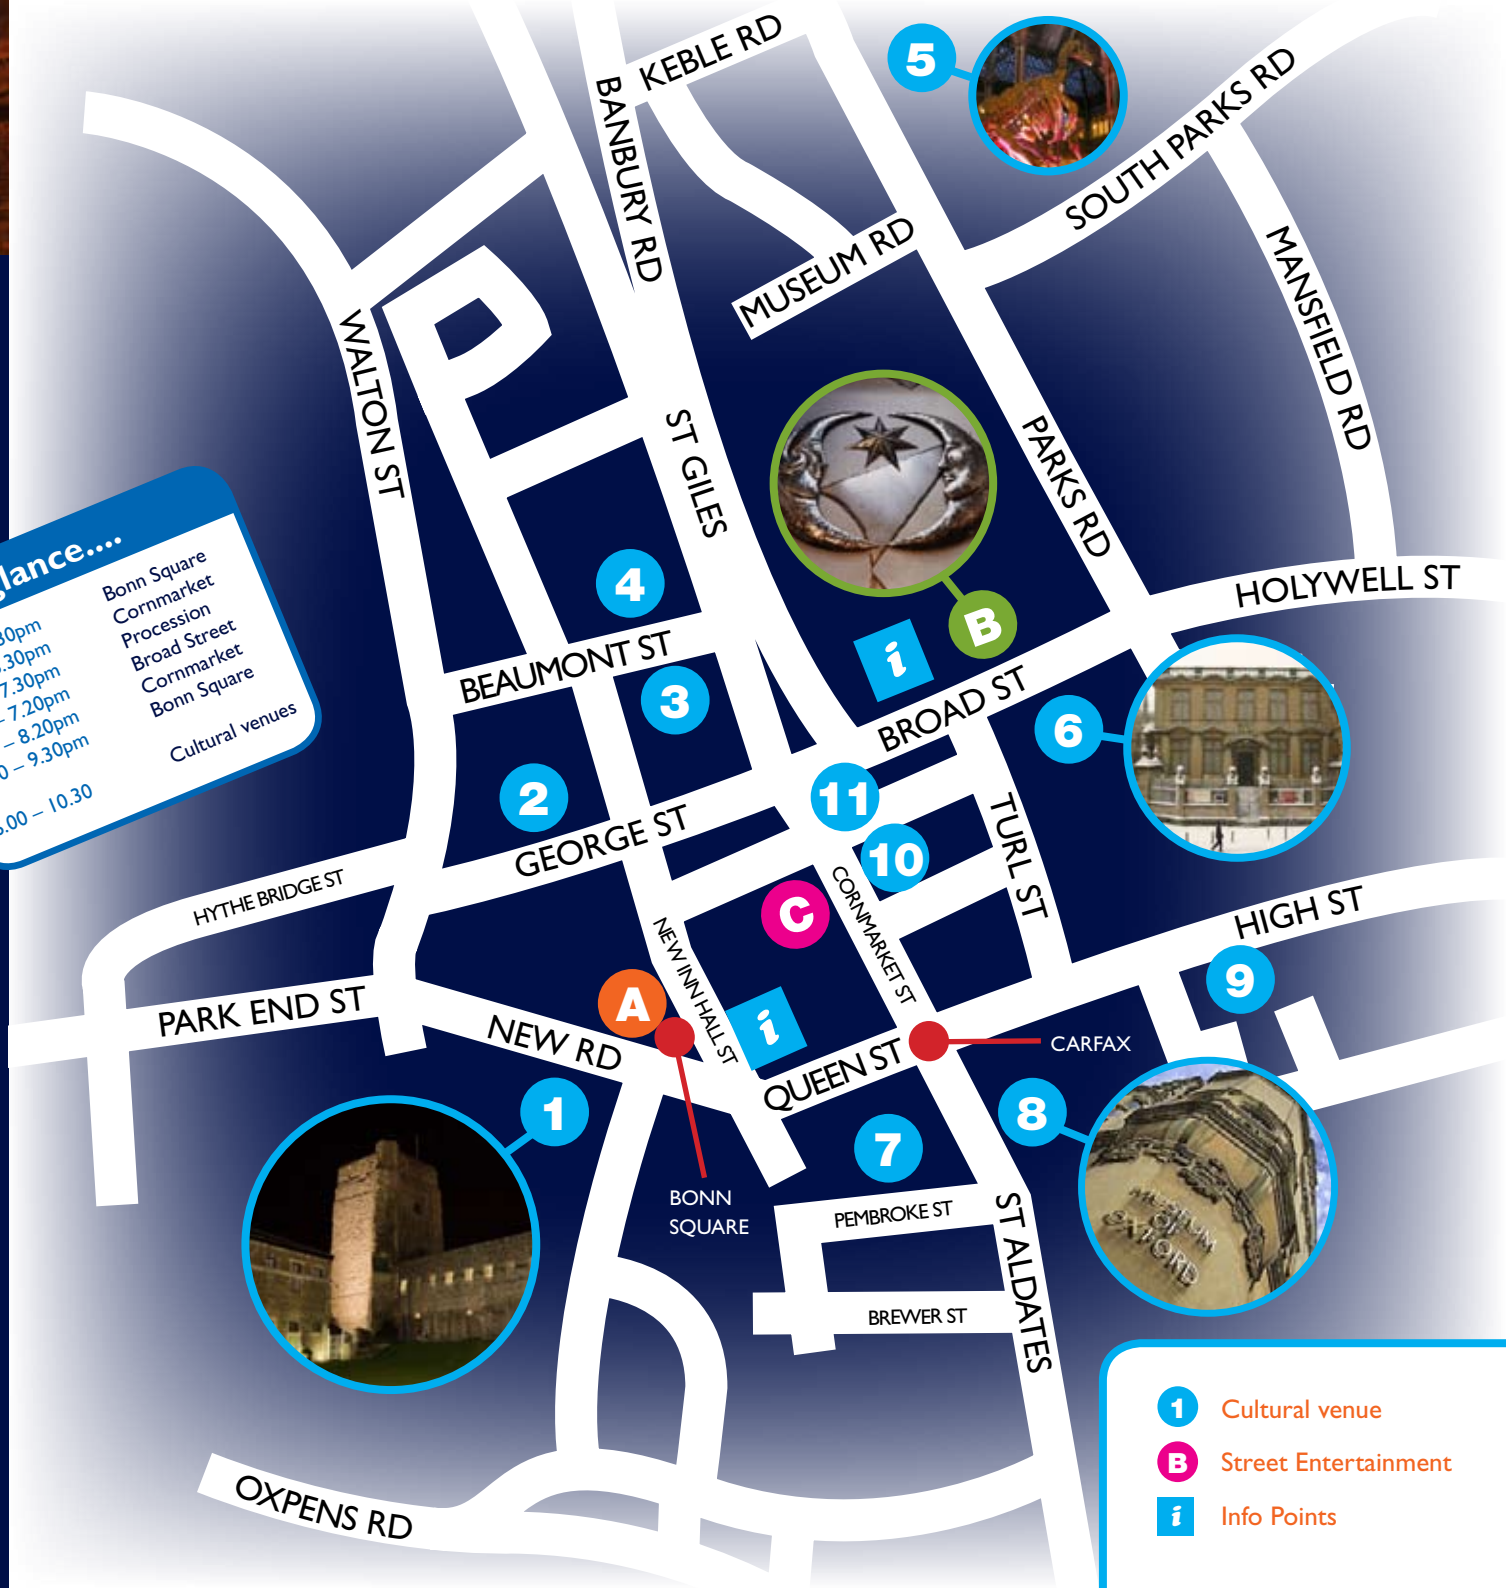 KEBLE RD
5
BANBURY RD
SOUTH PARKS RD
MUSEUM RD
MANSFIELD RD
WALTON ST
ST GILES
PARKS RD
4
B
i
HOLYWELL ST
BEAUMONT ST
3
BROAD ST
6
2
11
GEORGE ST
10
TURL ST
HYTHE BRIDGE ST
C
CORNMARKET ST
HIGH ST
NEW INN HALL ST
9
PARK END ST
A
i
NEW RD
QUEEN ST
CARFAX
1
8
7
BONN
SQUARE
PEMBROKE ST
MUSEUM
OF
OXFORD
BREWER ST
ST ALDATES
OXPENS RD
lance....
30pm Bonn Square
.30pm Cornmarket
7.30pm Procession
– 7.20pm Broad Street
– 8.20pm Cornmarket
0 – 9.30pm Bonn Square
.00 – 10.30 Cultural venues
1 Cultural venue
B Street Entertainment
i Info Points